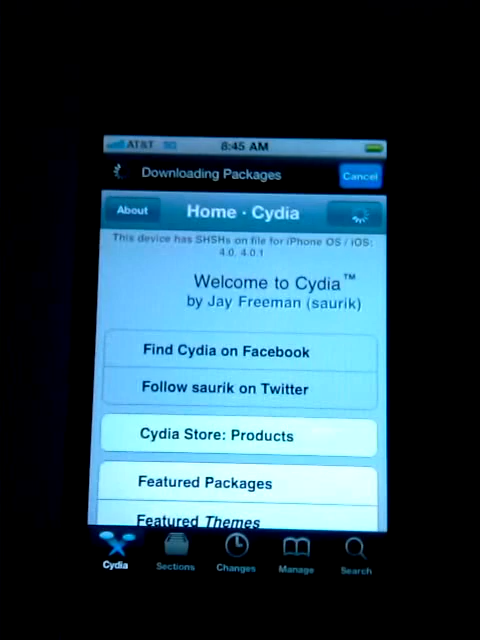 AT&T 3G 8:45 AM
Downloading Packages Cancel
About Home · Cydia
This device has SHSHs on file for iPhone OS / iOS:
4.0, 4.0.1
Welcome to Cydia™
by Jay Freeman (saurik)
Find Cydia on Facebook
Follow saurik on Twitter
Cydia Store: Products
Featured Packages
Featured Themes
Cydia Sections Changes Manage Search